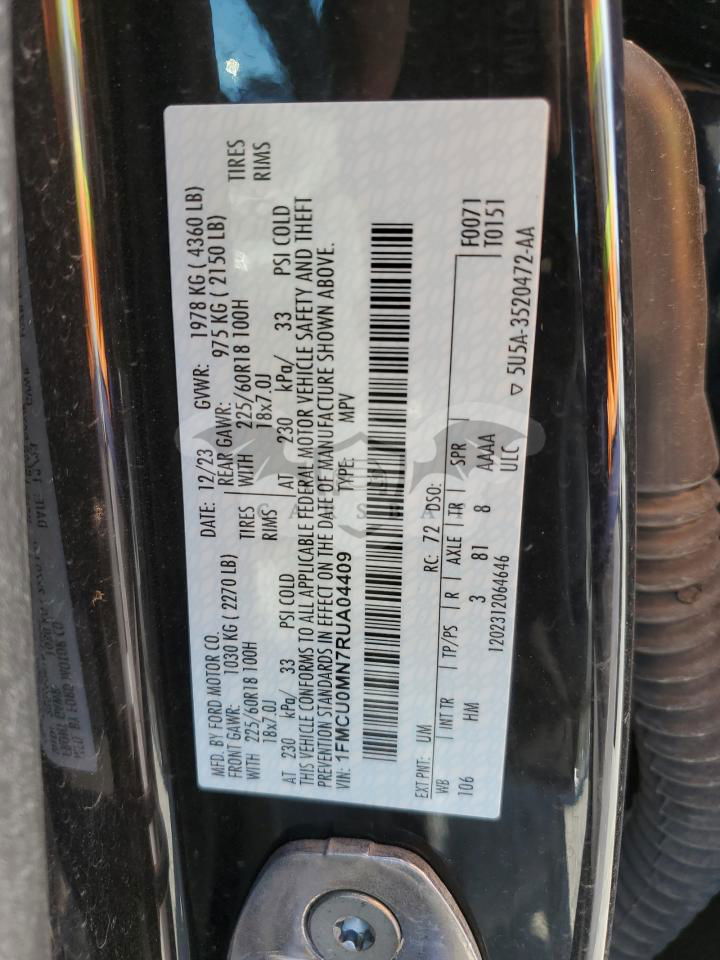 MFD. BY FORD MOTOR CO. DATE: 12/23 GVWR: 1978 KG ( 4360 LB)
FRONT GAWR: 1030 KG ( 2270 LB) REAR GAWR: 975 KG ( 2150 LB)
WITH 225/60R18 100H TIRES WITH 225/60R18 100H TIRES
18x7.0J RIMS 18x7.0J RIMS
AT 230 kPa/ 33 PSI COLD AT 230 kPa/ 33 PSI COLD
THIS VEHICLE CONFORMS TO ALL APPLICABLE FEDERAL MOTOR VEHICLE SAFETY AND THEFT
PREVENTION STANDARDS IN EFFECT ON THE DATE OF MANUFACTURE SHOWN ABOVE.
VIN: 1FMCU0MN7RUA04409 TYPE: MPV
EXT PNT: UM RC: 72 DSO: F0071
WB INT TR TP/PS R AXLE TR SPR T0151
106 HM 3 81 8 AAAA
1202312064646 ULC
5U5A-3520472-AA